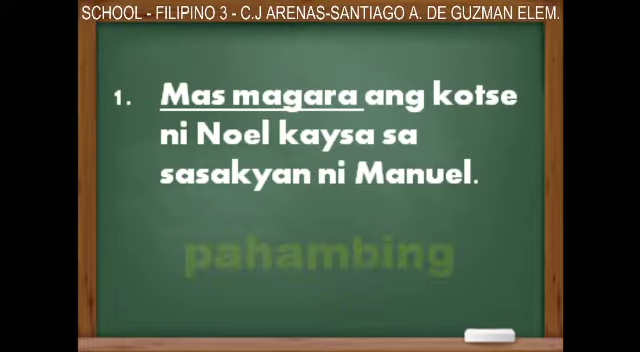 SCHOOL - FILIPINO 3 - C.J ARENAS-SANTIAGO A. DE GUZMAN ELEM.
1. Mas magara ang kotse
ni Noel kaysa sa
sasakyan ni Manuel.
pahambing